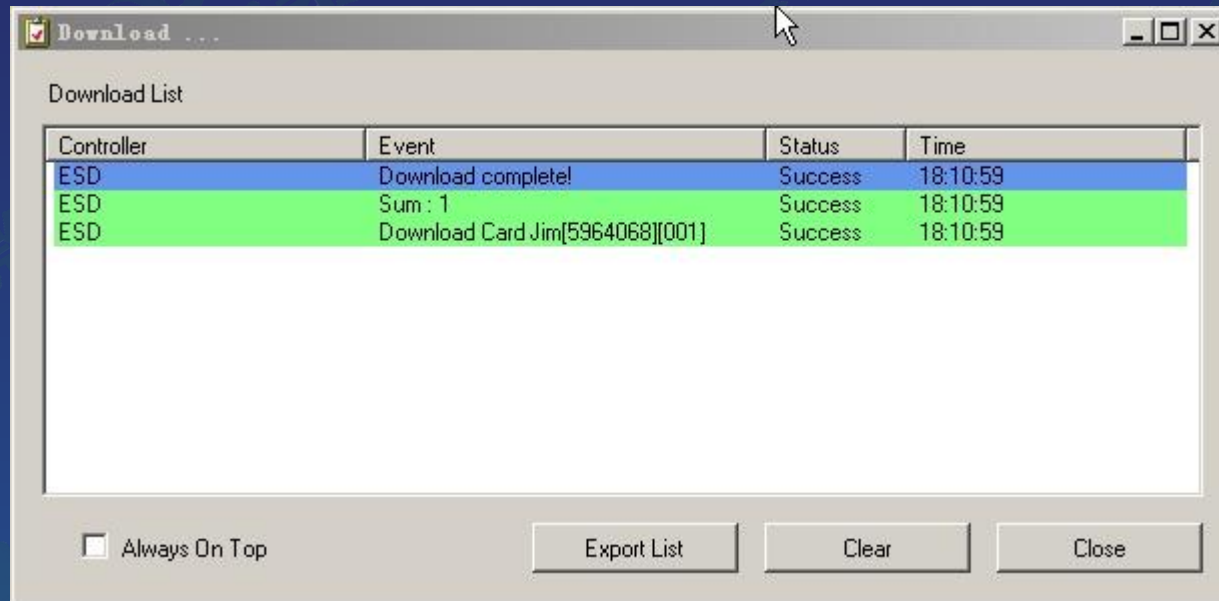 Download ...
Download List
Controller Event Status Time
ESD Download complete! Success 18:10:59
ESD Sum : 1 Success 18:10:59
ESD Download Card Jim[5964068][001] Success 18:10:59
Always On Top Export List Clear Close